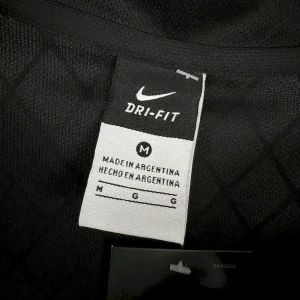 DRI-FIT
M
MADE IN ARGENTINA
HECHO EN ARGENTINA
M G G